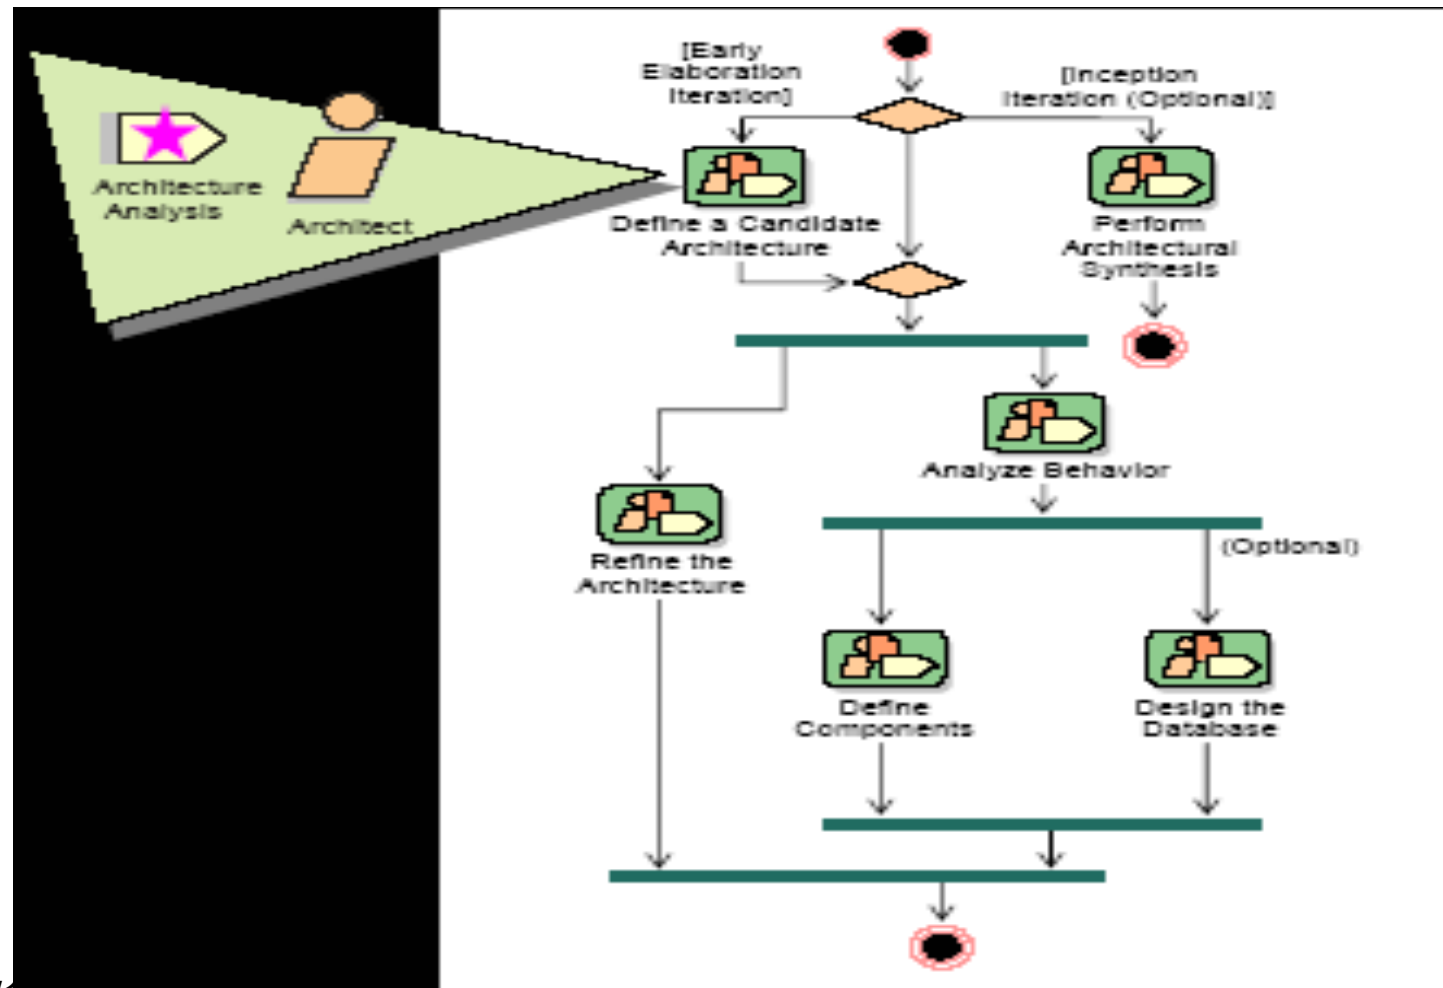 [Early
Elaboration
Iteration]
[Inception
Iteration (Optional)]
Architecture
Analysis
Architect
Define a Candidate
Architecture
Perform
Architectural
Synthesis
Analyze Behavior
(Optional)
Refine the
Architecture
Define
Components
Design the
Database